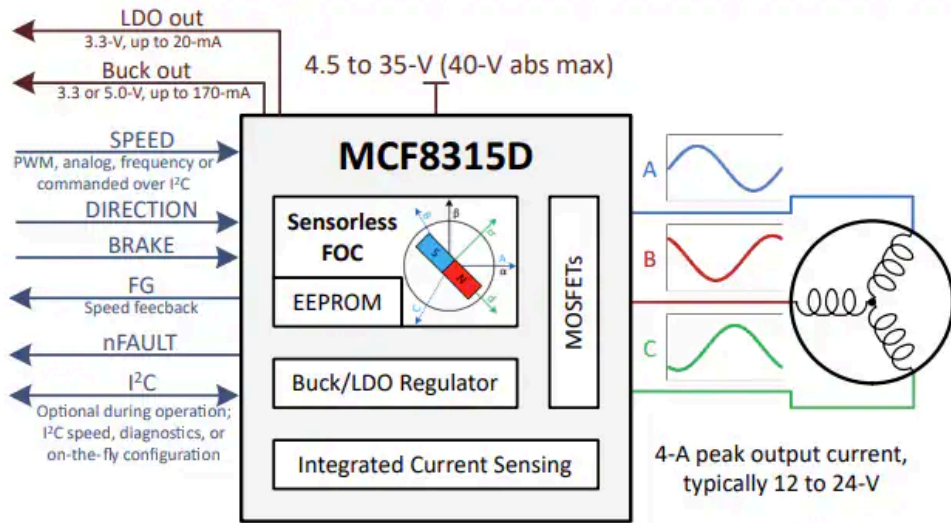 LDO out
3.3-V, up to 20-mA
Buck out
3.3 or 5.0-V, up to 170-mA
4.5 to 35-V (40-V abs max)
SPEED
PWM, analog, frequency or
commanded over I²C
DIRECTION
BRAKE
FG
Speed feecback
nFAULT
I²C
Optional during operation;
I²C speed, diagnostics, or
on-the-fly configuration
MCF8315D
Sensorless
FOC
EEPROM
β
B
q
S
N
A
α
C
d
MOSFETs
Buck/LDO Regulator
Integrated Current Sensing
A
B
C
4-A peak output current,
typically 12 to 24-V